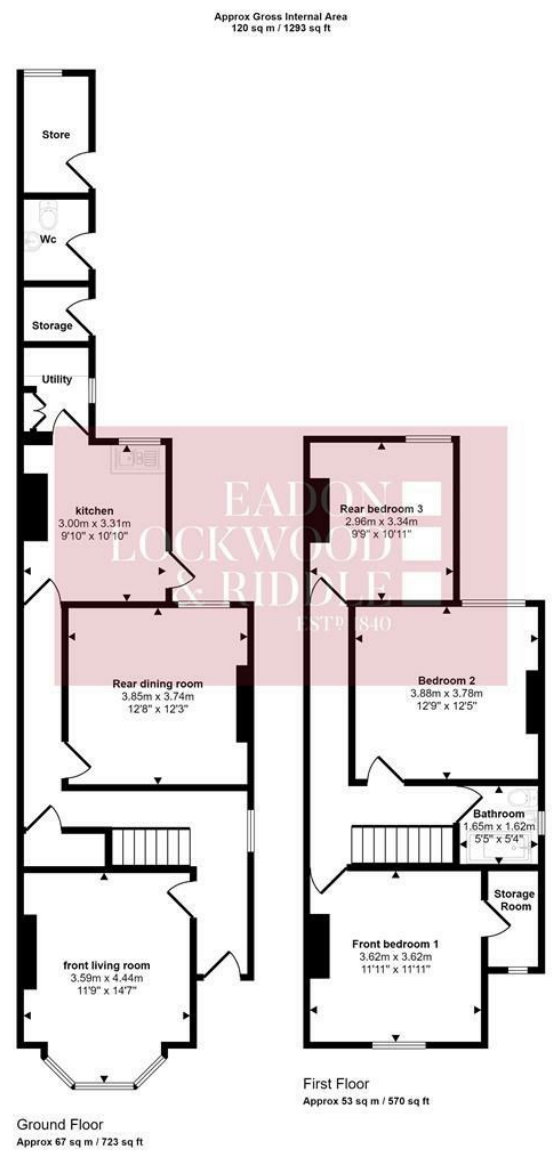 Approx Gross Internal Area
120 sq m / 1293 sq ft
Store
Wc
Storage
Utility
kitchen
3.00m x 3.31m
9'10" x 10'10"
Rear dining room
3.85m x 3.74m
12'8" x 12'3"
front living room
3.59m x 4.44m
11'9" x 14'7"
Ground Floor
Approx 67 sq m / 723 sq ft
EADON
LOCKWOOD
& RIDDLE
ESTD 1840
Rear bedroom 3
2.96m x 3.34m
9'9" x 10'11"
Bedroom 2
3.88m x 3.78m
12'9" x 12'5"
Bathroom
1.65m x 1.62m
5'5" x 5'4"
Storage
Room
Front bedroom 1
3.62m x 3.62m
11'11" x 11'11"
First Floor
Approx 53 sq m / 570 sq ft